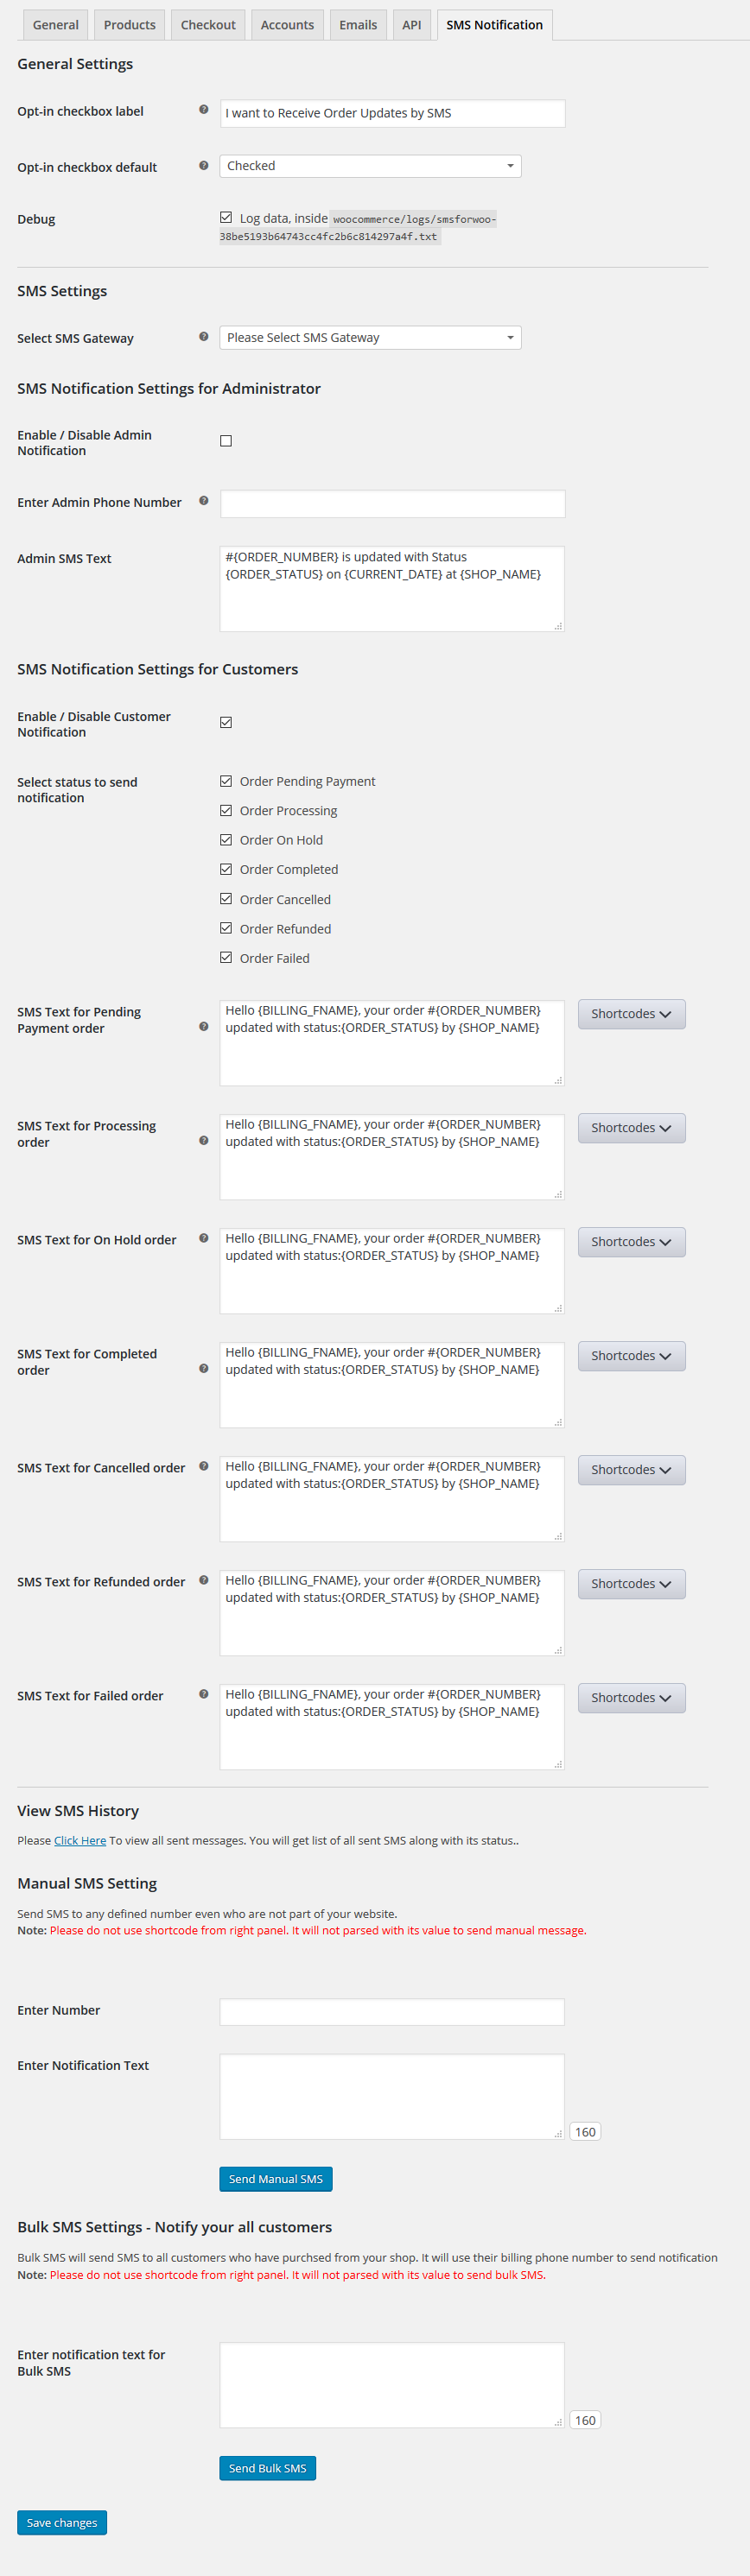 General Products Checkout Accounts Emails API SMS Notification
General Settings
Opt-in checkbox label I want to Receive Order Updates by SMS
Opt-in checkbox default Checked
Debug Log data, inside woocommerce/logs/smsforwoo-
38be5193b64743cc4fc2b6c814297a4f.txt
SMS Settings
Select SMS Gateway Please Select SMS Gateway
SMS Notification Settings for Administrator
Enable / Disable Admin
Notification
Enter Admin Phone Number
Admin SMS Text
#{ORDER_NUMBER} is updated with Status
{ORDER_STATUS} on {CURRENT_DATE} at {SHOP_NAME}
SMS Notification Settings for Customers
Enable / Disable Customer
Notification
Select status to send
notification
Order Pending Payment
Order Processing
Order On Hold
Order Completed
Order Cancelled
Order Refunded
Order Failed
SMS Text for Pending
Payment order
Hello {BILLING_FNAME}, your order #{ORDER_NUMBER}
updated with status:{ORDER_STATUS} by {SHOP_NAME}
Shortcodes
SMS Text for Processing
order
Hello {BILLING_FNAME}, your order #{ORDER_NUMBER}
updated with status:{ORDER_STATUS} by {SHOP_NAME}
Shortcodes
SMS Text for On Hold order
Hello {BILLING_FNAME}, your order #{ORDER_NUMBER}
updated with status:{ORDER_STATUS} by {SHOP_NAME}
Shortcodes
SMS Text for Completed
order
Hello {BILLING_FNAME}, your order #{ORDER_NUMBER}
updated with status:{ORDER_STATUS} by {SHOP_NAME}
Shortcodes
SMS Text for Cancelled order
Hello {BILLING_FNAME}, your order #{ORDER_NUMBER}
updated with status:{ORDER_STATUS} by {SHOP_NAME}
Shortcodes
SMS Text for Refunded order
Hello {BILLING_FNAME}, your order #{ORDER_NUMBER}
updated with status:{ORDER_STATUS} by {SHOP_NAME}
Shortcodes
SMS Text for Failed order
Hello {BILLING_FNAME}, your order #{ORDER_NUMBER}
updated with status:{ORDER_STATUS} by {SHOP_NAME}
Shortcodes
View SMS History
Please Click Here To view all sent messages. You will get list of all sent SMS along with its status..
Manual SMS Setting
Send SMS to any defined number even who are not part of your website.
Note: Please do not use shortcode from right panel. It will not parsed with its value to send manual message.
Enter Number
Enter Notification Text
160
Send Manual SMS
Bulk SMS Settings - Notify your all customers
Bulk SMS will send SMS to all customers who have purchsed from your shop. It will use their billing phone number to send notification
Note: Please do not use shortcode from right panel. It will not parsed with its value to send bulk SMS.
Enter notification text for
Bulk SMS
160
Send Bulk SMS
Save changes